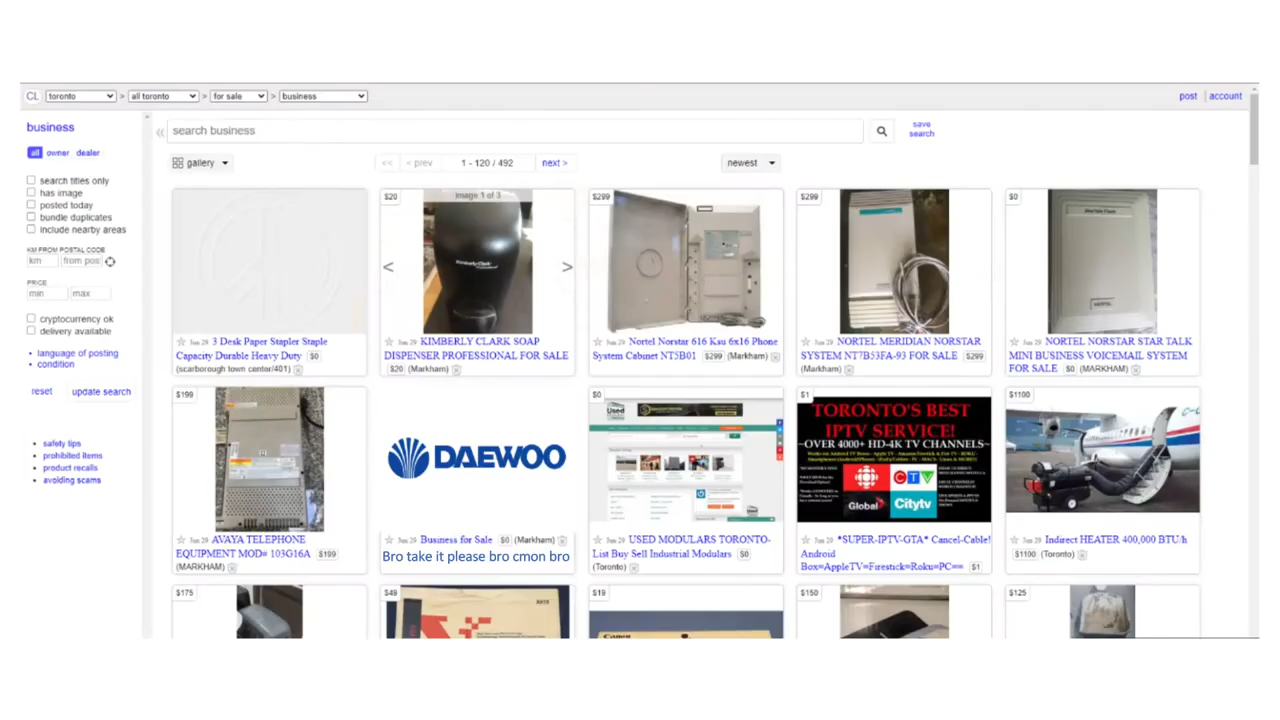 CL toronto > all toronto > for sale > business post account
business
search business
save
search
all owner dealer
gallery << < prev 1 - 120 / 492 next > newest
search titles only
has image
posted today
bundle duplicates
include nearby areas
KM FROM POSTAL CODE
km from pos
PRICE
min max
cryptocurrency ok
delivery available
language of posting
condition
reset update search
safety tips
prohibited items
product recalls
avoiding scams
Jun 29 3 Desk Paper Stapler Staple
Capacity Durable Heavy Duty $0
(scarborough town center/401)
$20
image 1 of 3
Kimberly-Clark
Jun 29 KIMBERLY CLARK SOAP
DISPENSER PROFESSIONAL FOR SALE
$20 (Markham)
$299
Jun 29 Nortel Norstar 616 Ksu 6x16 Phone
System Cabinet NT5B01 $299 (Markham)
$299
Jun 29 NORTEL MERIDIAN NORSTAR
SYSTEM NT7B53FA-93 FOR SALE $299
(Markham)
$0
NORTEL
Jun 29 NORTEL NORSTAR STAR TALK
MINI BUSINESS VOICEMAIL SYSTEM
FOR SALE $0 (MARKHAM)
$199
Jun 29 AVAYA TELEPHONE
EQUIPMENT MOD# 103G16A $199
(MARKHAM)
DAEWOO
Jun 29 Business for Sale $0 (Markham)
Bro take it please bro cmon bro
$0
Used
Jun 29 USED MODULARS TORONTO-
List Buy Sell Industrial Modulars $0
(Toronto)
$1
TORONTO'S BEST
IPTV SERVICE!
~OVER 4000+ HD-4K TV CHANNELS~
CTV
Global Citytv
Jun 29 *SUPER-IPTV-GTA* Cancel-Cable!
Android
Box=AppleTV=Firestick=Roku=PC== $1
$1100
Jun 29 Indirect HEATER 400,000 BTU/h
$1100 (Toronto)
$175
$49
$19
Canon
$150
$125